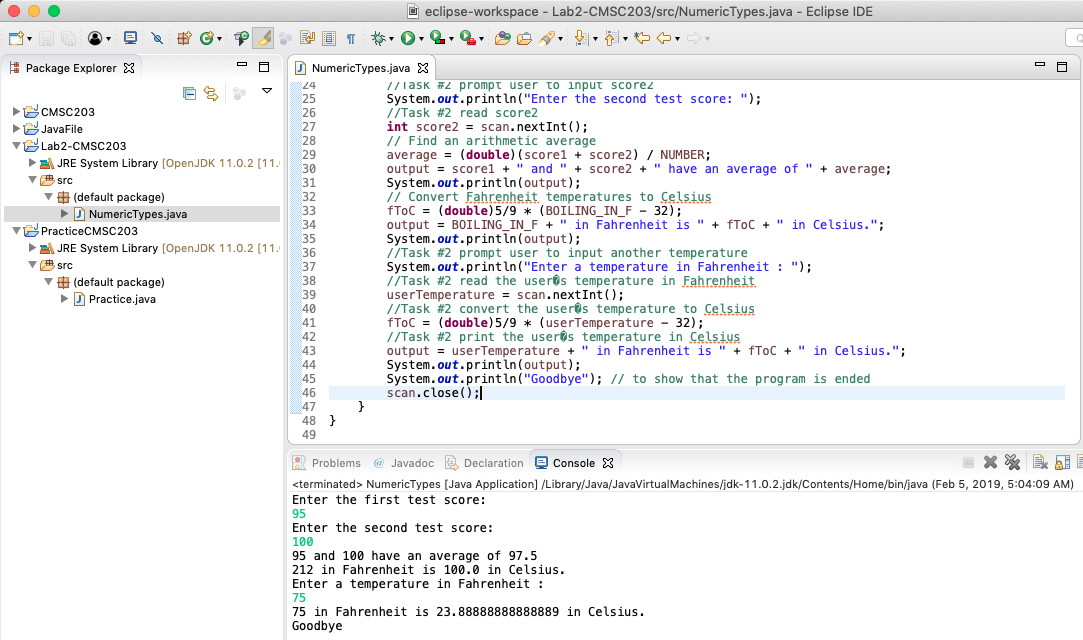 eclipse-workspace - Lab2-CMSC203/src/NumericTypes.java - Eclipse IDE
Package Explorer
CMSC203
JavaFile
Lab2-CMSC203
JRE System Library [OpenJDK 11.0.2 [11.
src
(default package)
NumericTypes.java
PracticeCMSC203
JRE System Library [OpenJDK 11.0.2 [11.
src
(default package)
Practice.java
NumericTypes.java
24 //Task #2 prompt user to input score2
25 System.out.println("Enter the second test score: ");
26 //Task #2 read score2
27 int score2 = scan.nextInt();
28 // Find an arithmetic average
29 average = (double)(score1 + score2) / NUMBER;
30 output = score1 + " and " + score2 + " have an average of " + average;
31 System.out.println(output);
32 // Convert Fahrenheit temperatures to Celsius
33 fToC = (double)5/9 * (BOILING_IN_F - 32);
34 output = BOILING_IN_F + " in Fahrenheit is " + fToC + " in Celsius.";
35 System.out.println(output);
36 //Task #2 prompt user to input another temperature
37 System.out.println("Enter a temperature in Fahrenheit : ");
38 //Task #2 read the user�s temperature in Fahrenheit
39 userTemperature = scan.nextInt();
40 //Task #2 convert the user�s temperature to Celsius
41 fToC = (double)5/9 * (userTemperature - 32);
42 //Task #2 print the user�s temperature in Celsius
43 output = userTemperature + " in Fahrenheit is " + fToC + " in Celsius.";
44 System.out.println(output);
45 System.out.println("Goodbye"); // to show that the program is ended
46 scan.close();
47 }
48 }
49
Problems @ Javadoc Declaration Console
<terminated> NumericTypes [Java Application] /Library/Java/JavaVirtualMachines/jdk-11.0.2.jdk/Contents/Home/bin/java (Feb 5, 2019, 5:04:09 AM)
Enter the first test score:
95
Enter the second test score:
100
95 and 100 have an average of 97.5
212 in Fahrenheit is 100.0 in Celsius.
Enter a temperature in Fahrenheit :
75
75 in Fahrenheit is 23.88888888888889 in Celsius.
Goodbye